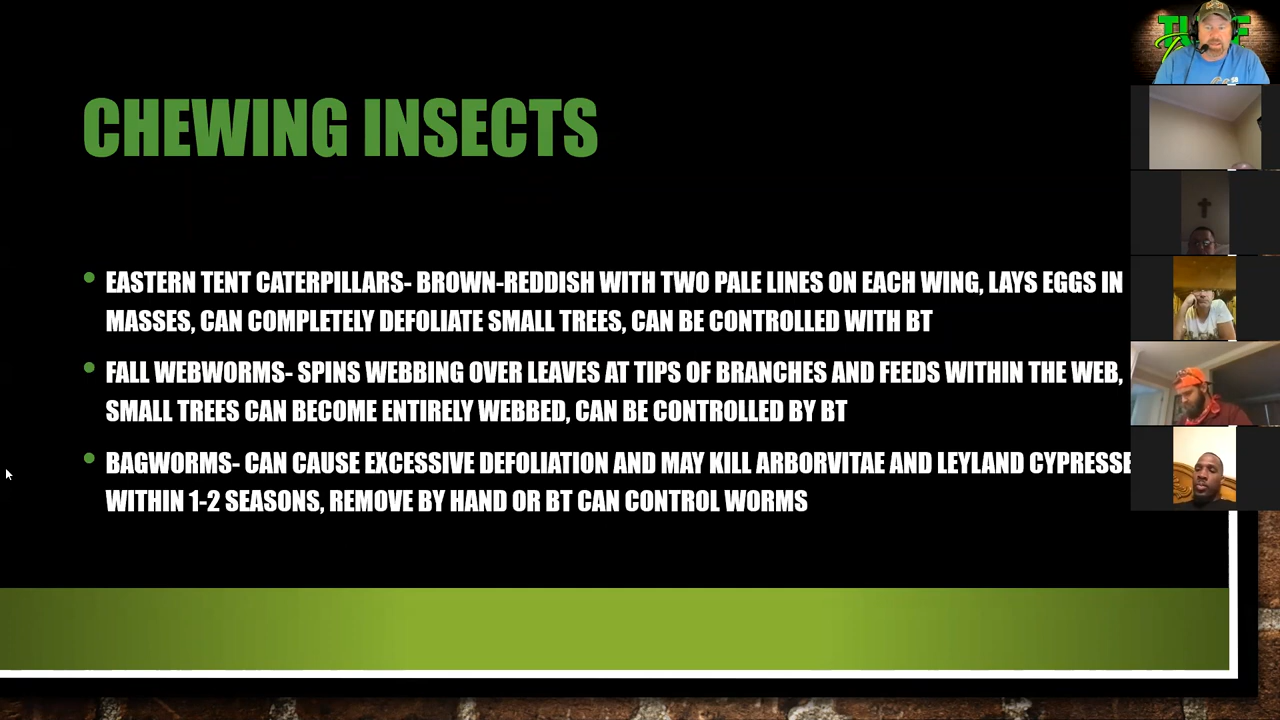 CHEWING INSECTS
• EASTERN TENT CATERPILLARS- BROWN-REDDISH WITH TWO PALE LINES ON EACH WING, LAYS EGGS IN
MASSES, CAN COMPLETELY DEFOLIATE SMALL TREES, CAN BE CONTROLLED WITH BT
• FALL WEBWORMS- SPINS WEBBING OVER LEAVES AT TIPS OF BRANCHES AND FEEDS WITHIN THE WEB,
SMALL TREES CAN BECOME ENTIRELY WEBBED, CAN BE CONTROLLED BY BT
• BAGWORMS- CAN CAUSE EXCESSIVE DEFOLIATION AND MAY KILL ARBORVITAE AND LEYLAND CYPRESSE
WITHIN 1-2 SEASONS, REMOVE BY HAND OR BT CAN CONTROL WORMS